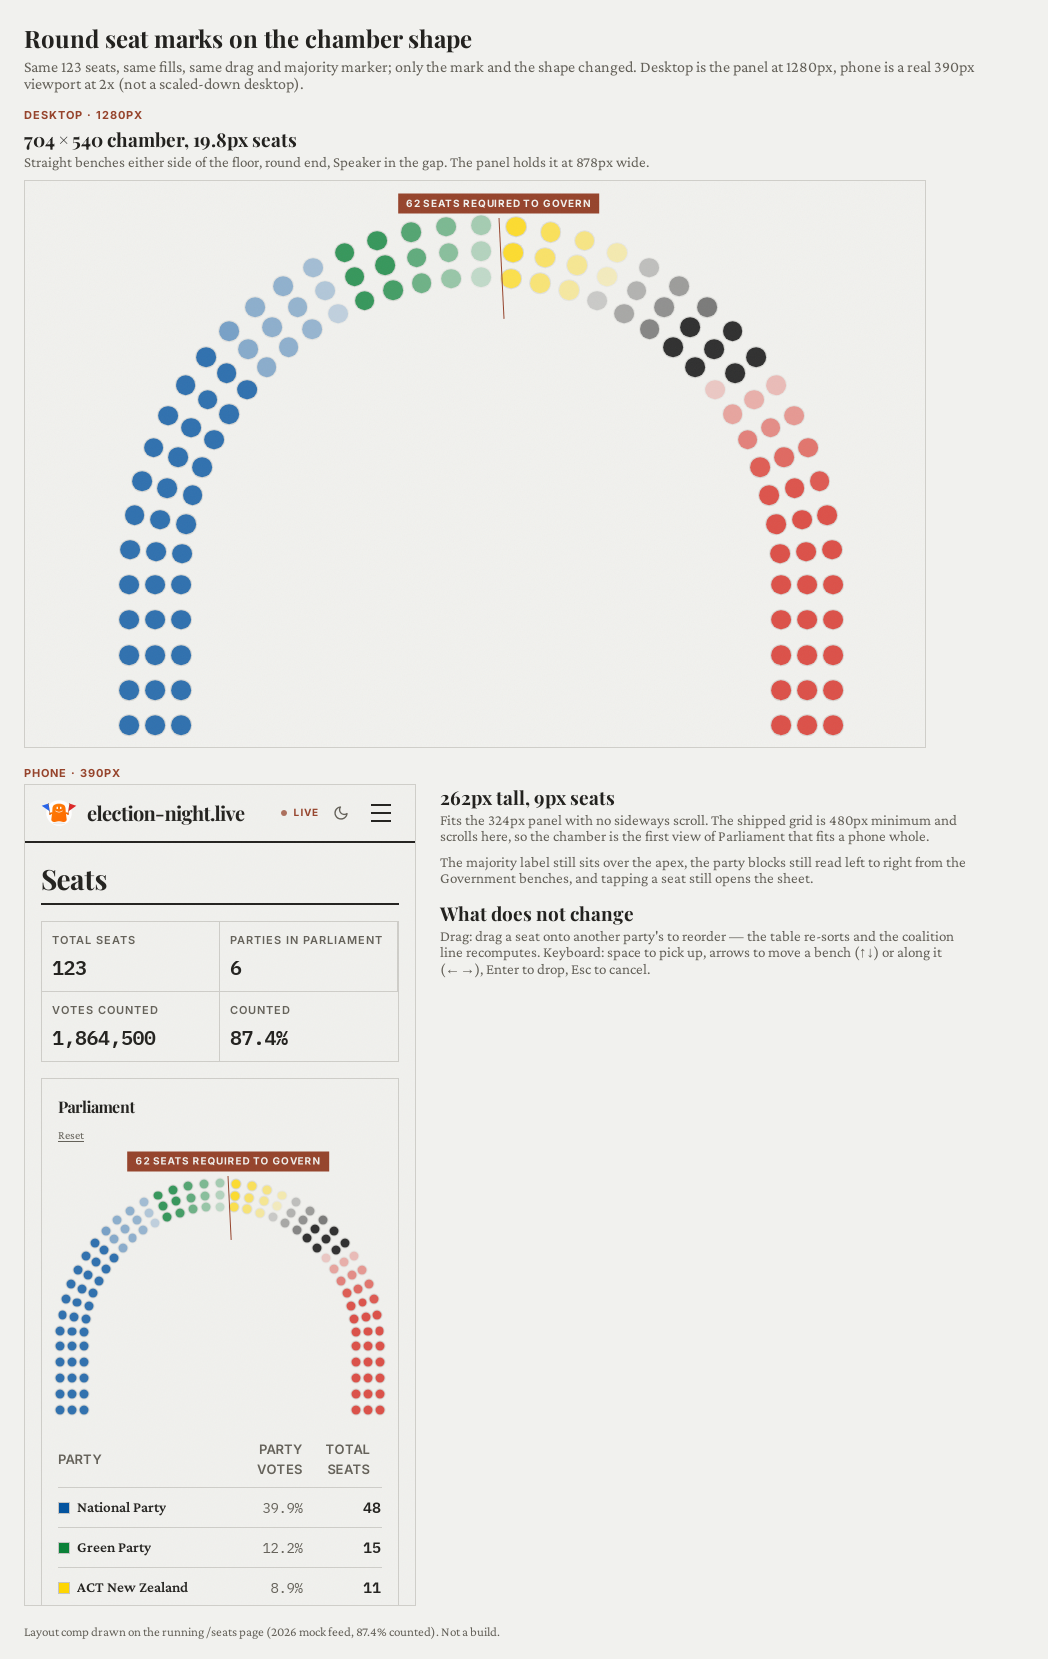 Round seat marks on the chamber shape
Same 123 seats, same fills, same drag and majority marker; only the mark and the shape changed. Desktop is the panel at 1280px, phone is a real 390px
viewport at 2x (not a scaled-down desktop).
DESKTOP · 1280PX
704 × 540 chamber, 19.8px seats
Straight benches either side of the floor, round end, Speaker in the gap. The panel holds it at 878px wide.
62 SEATS REQUIRED TO GOVERN
PHONE · 390PX
election-night.live
LIVE
Seats
TOTAL SEATS
123
PARTIES IN PARLIAMENT
6
VOTES COUNTED
1,864,500
COUNTED
87.4%
Parliament
Reset
62 SEATS REQUIRED TO GOVERN
PARTY
PARTY
VOTES
TOTAL
SEATS
National Party 39.9% 48
Green Party 12.2% 15
ACT New Zealand 8.9% 11
262px tall, 9px seats
Fits the 324px panel with no sideways scroll. The shipped grid is 480px minimum and
scrolls here, so the chamber is the first view of Parliament that fits a phone whole.
The majority label still sits over the apex, the party blocks still read left to right from the
Government benches, and tapping a seat still opens the sheet.
What does not change
Drag: drag a seat onto another party's to reorder — the table re-sorts and the coalition
line recomputes. Keyboard: space to pick up, arrows to move a bench (↑↓) or along it
(←→), Enter to drop, Esc to cancel.
Layout comp drawn on the running /seats page (2026 mock feed, 87.4% counted). Not a build.